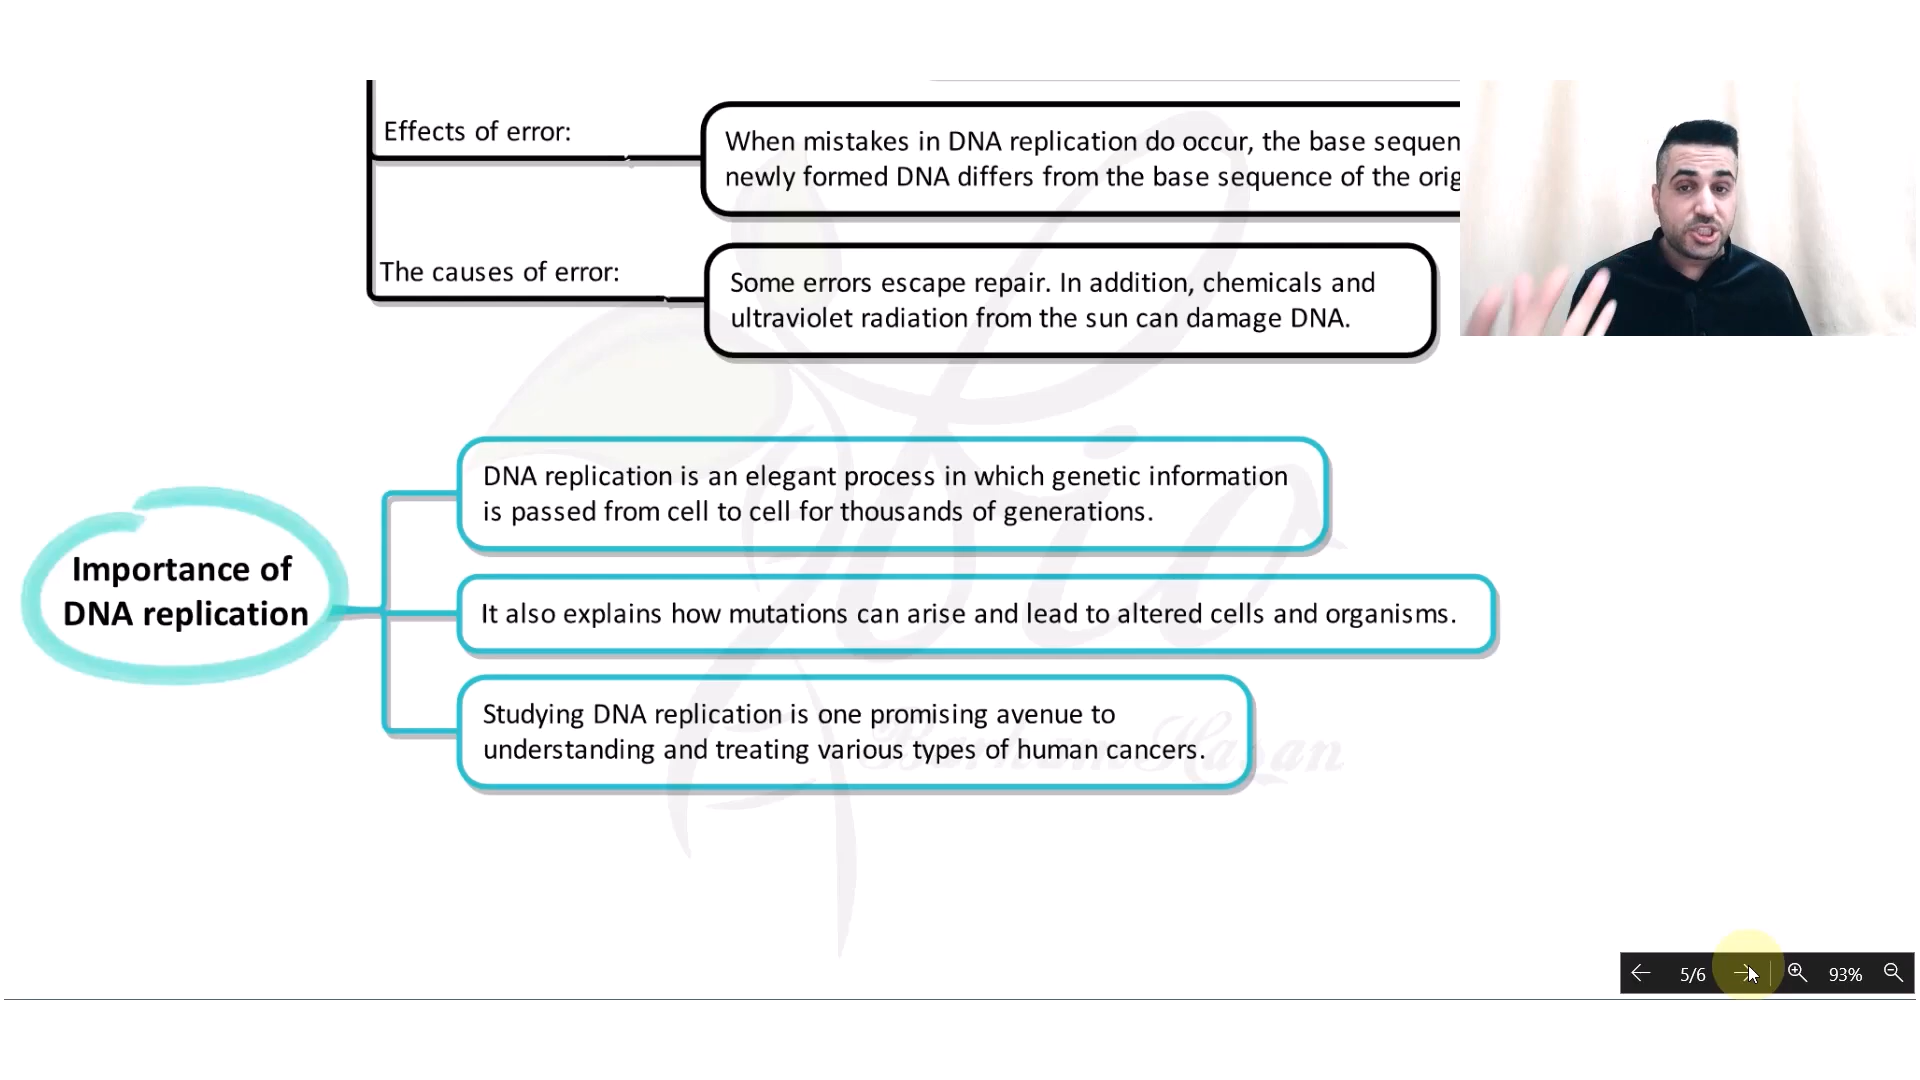 Effects of error:
When mistakes in DNA replication do occur, the base sequen
newly formed DNA differs from the base sequence of the orig
The causes of error:
Some errors escape repair. In addition, chemicals and
ultraviolet radiation from the sun can damage DNA.
Importance of
DNA replication
DNA replication is an elegant process in which genetic information
is passed from cell to cell for thousands of generations.
It also explains how mutations can arise and lead to altered cells and organisms.
Studying DNA replication is one promising avenue to
understanding and treating various types of human cancers.
Bio
Barham Hasan
5/6
93%